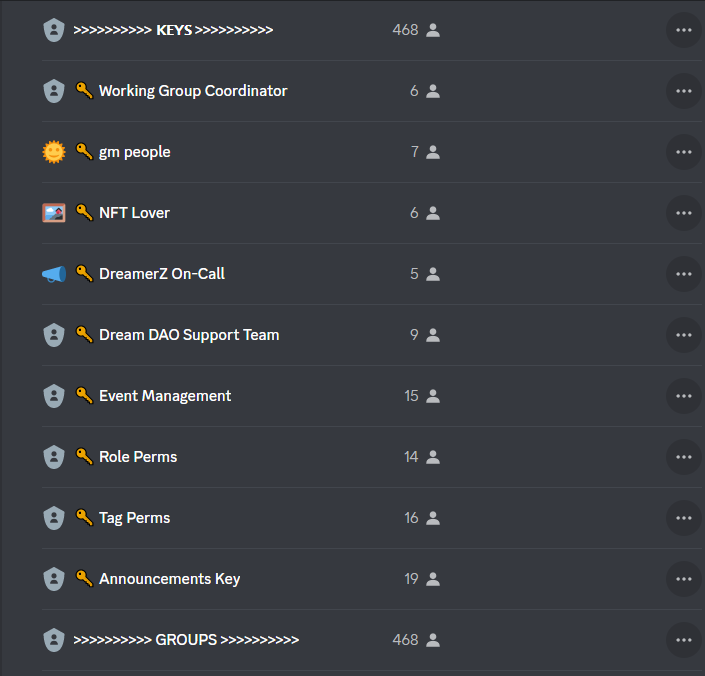 >>>>>>>>>> KEYS >>>>>>>>>> 468
Working Group Coordinator 6
gm people 7
NFT Lover 6
DreamerZ On-Call 5
Dream DAO Support Team 9
Event Management 15
Role Perms 14
Tag Perms 16
Announcements Key 19
>>>>>>>>>> GROUPS >>>>>>>>>> 468